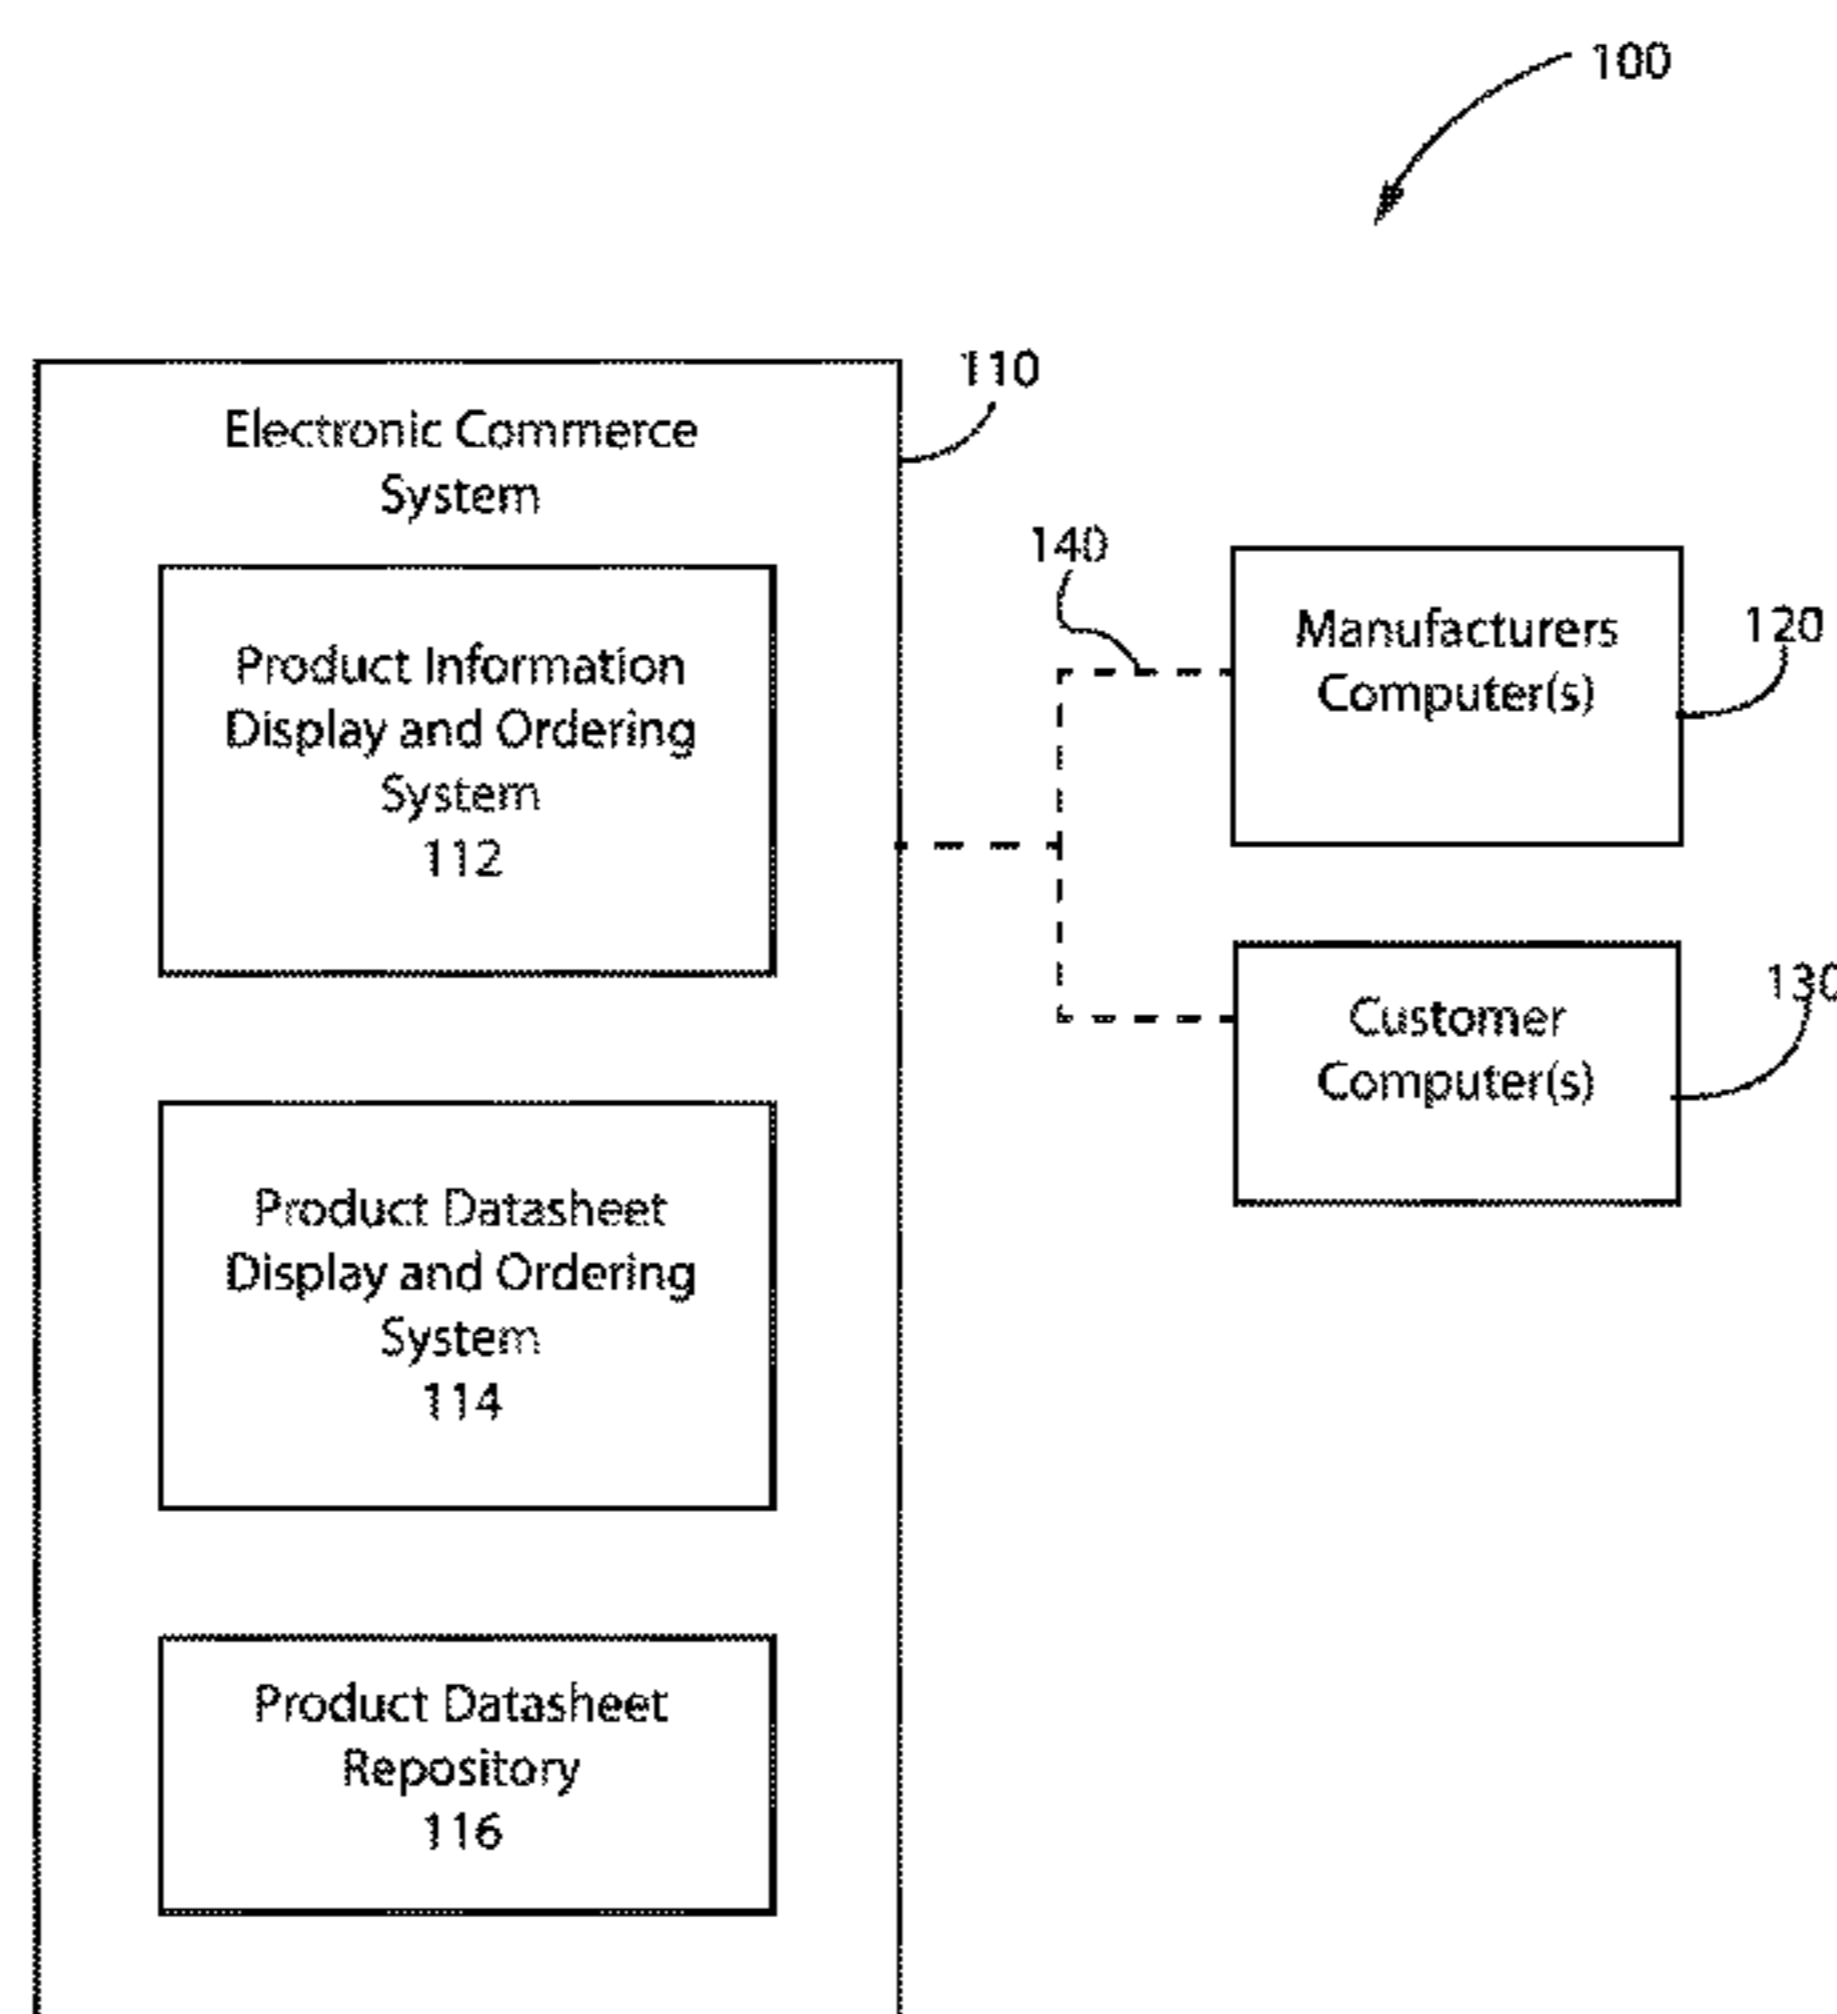 100
110
Electronic Commerce
System
140
Product Information
Display and Ordering
System
112
Manufacturers
Computer(s)
120
Customer
Computer(s)
130
Product Datasheet
Display and Ordering
System
114
Product Datasheet
Repository
116